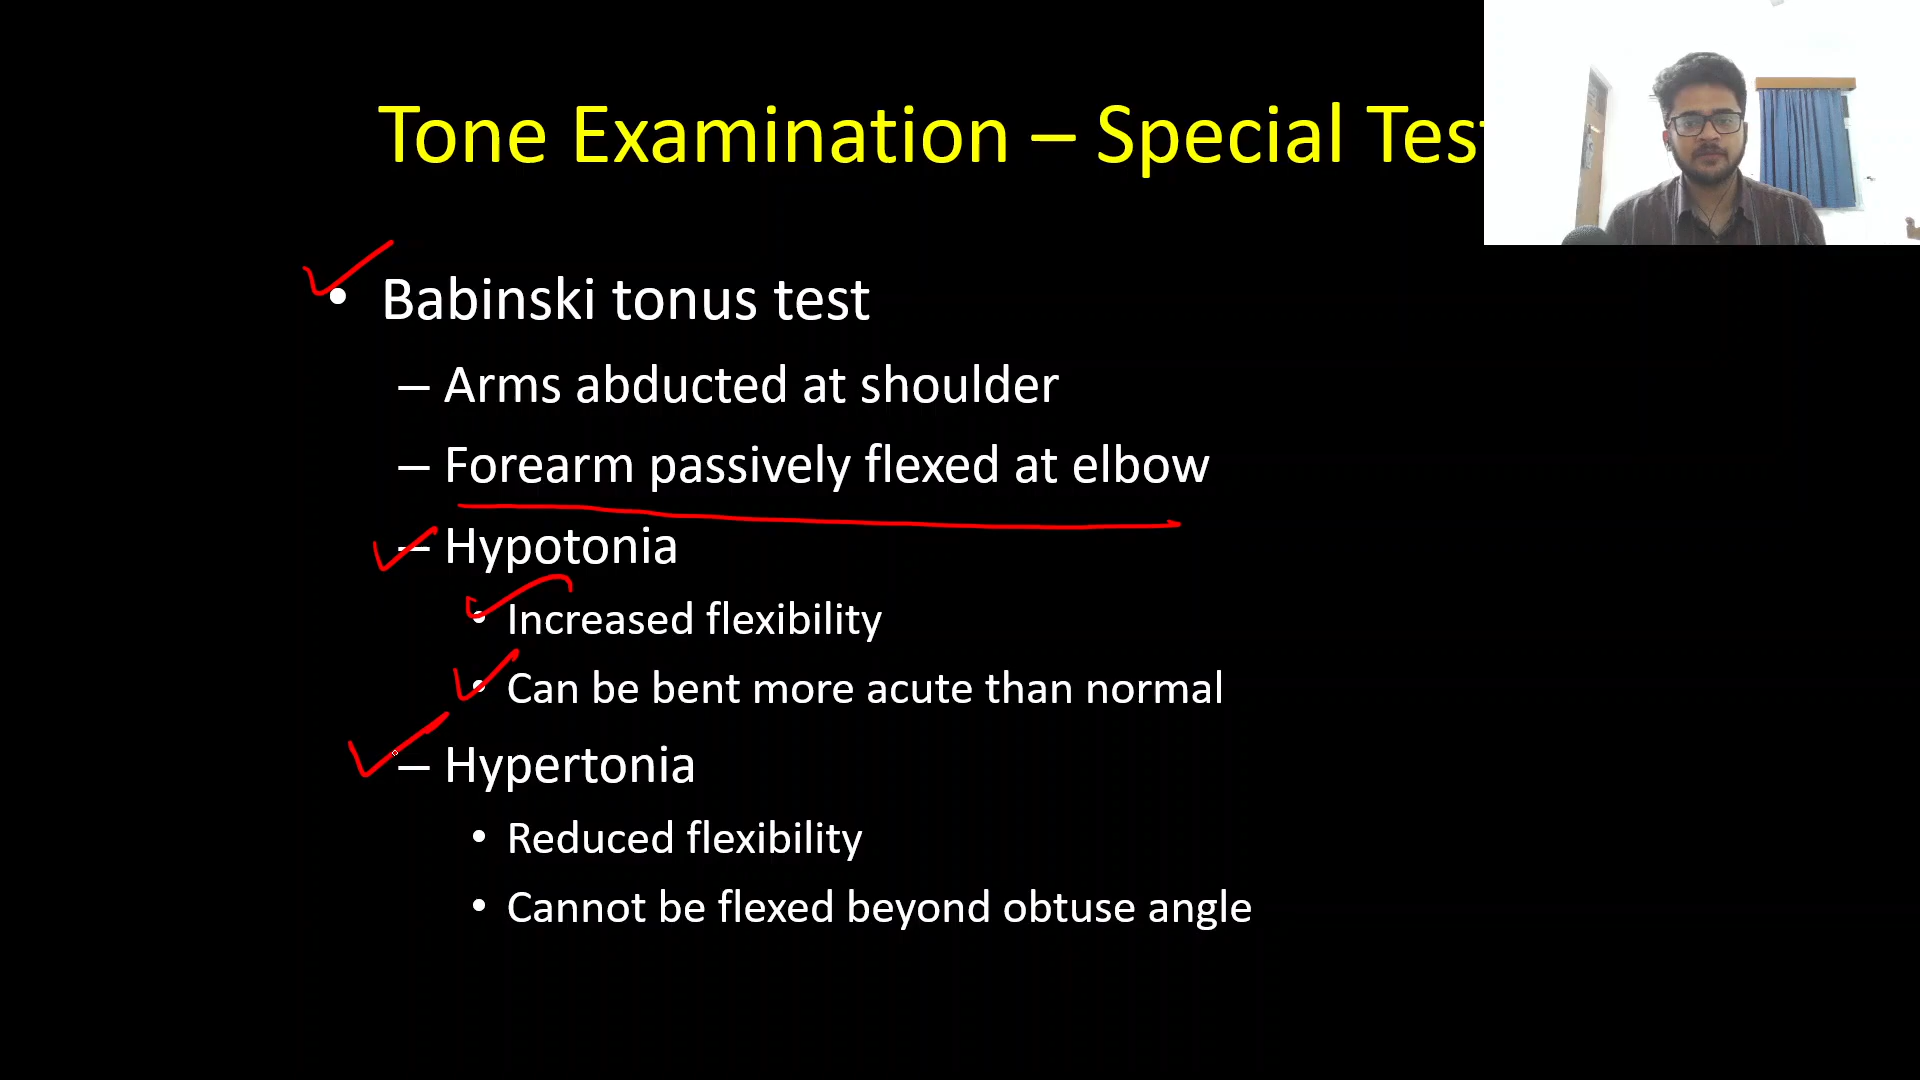 Tone Examination – Special Test
• Babinski tonus test
– Arms abducted at shoulder
– Forearm passively flexed at elbow
– Hypotonia
• Increased flexibility
• Can be bent more acute than normal
– Hypertonia
• Reduced flexibility
• Cannot be flexed beyond obtuse angle